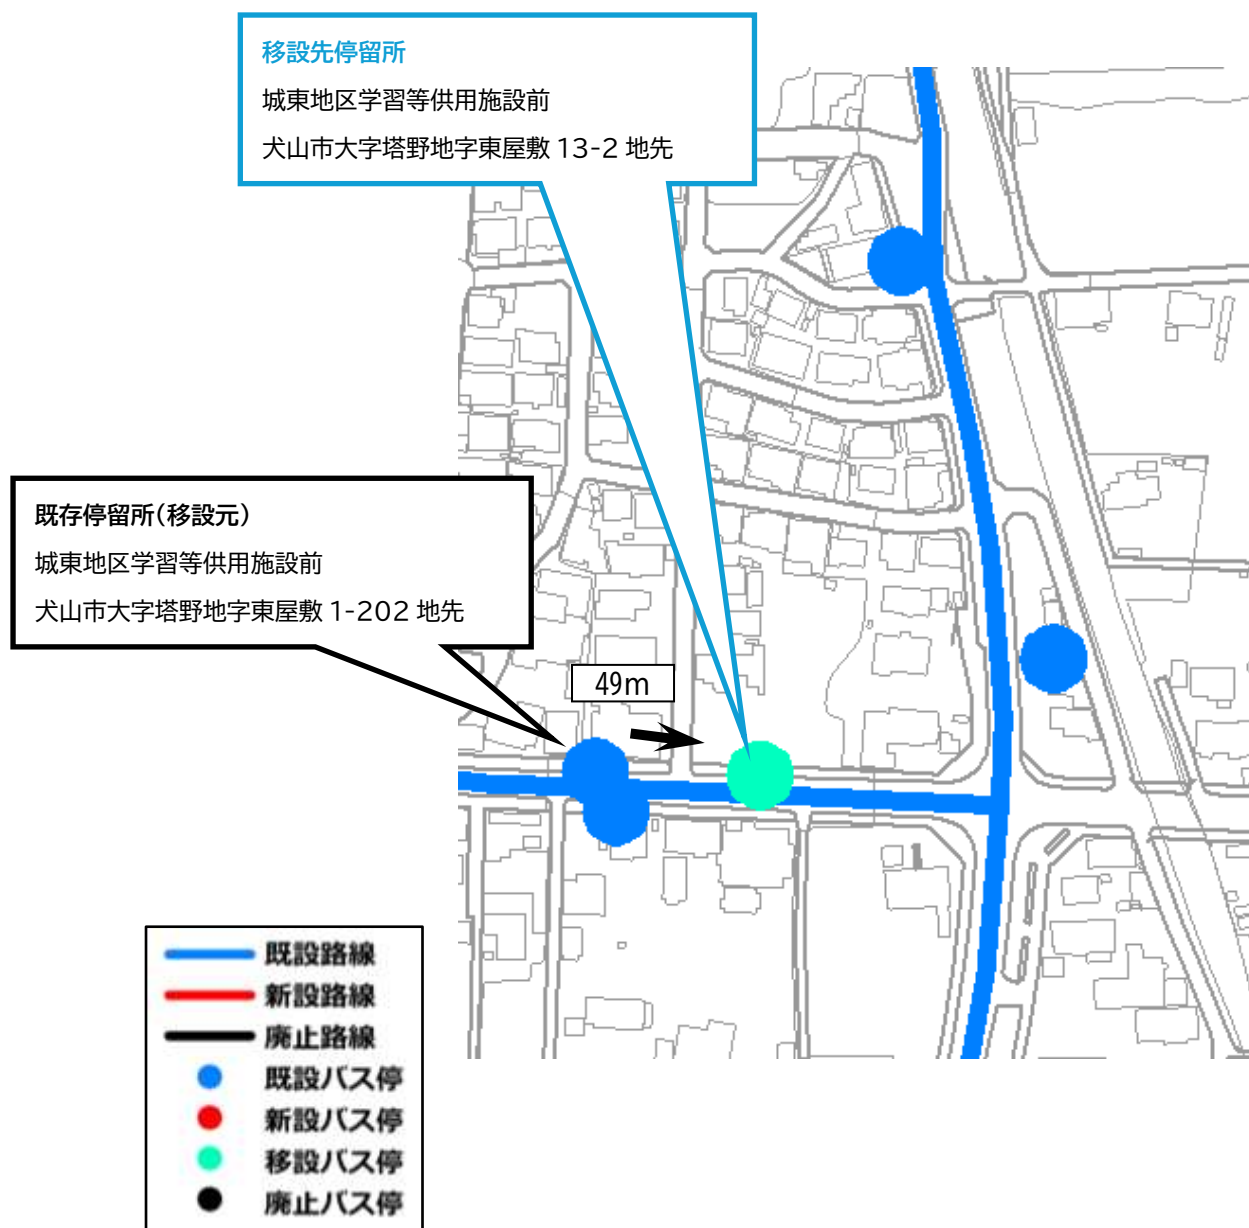 移設先停留所
城東地区学習等供用施設前
犬山市大字塔野地字東屋敷 13-2 地先
既存停留所(移設元)
城東地区学習等供用施設前
犬山市大字塔野地字東屋敷 1-202 地先
49m
既設路線
新設路線
廃止路線
既設バス停
新設バス停
移設バス停
廃止バス停